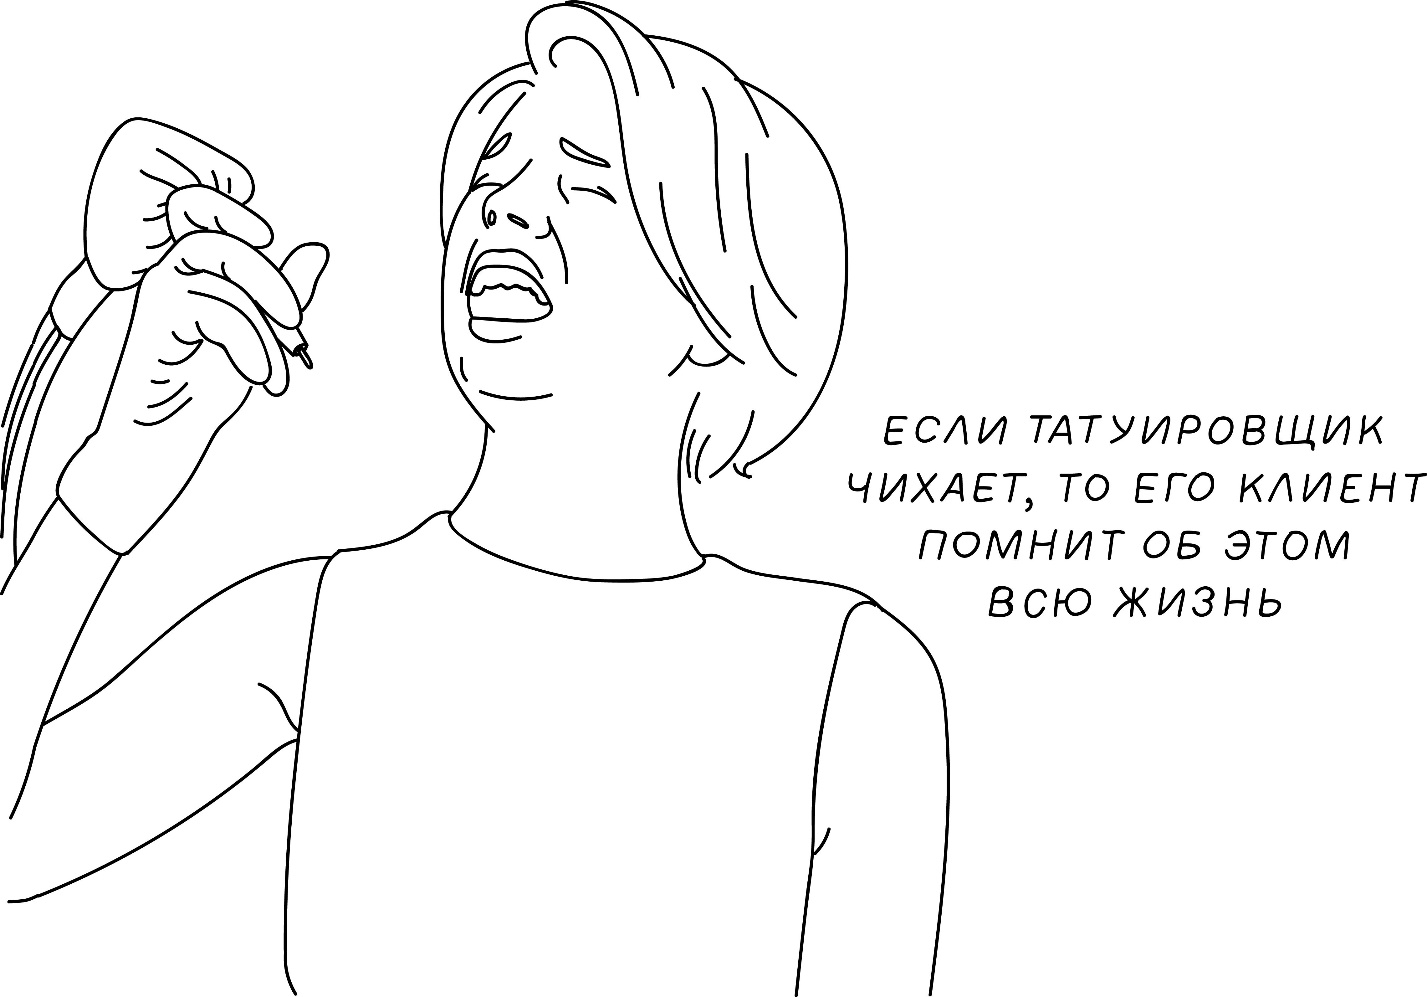 ЕСЛИ ТАТУИРОВЩИК
ЧИХАЕТ, ТО ЕГО КЛИЕНТ
ПОМНИТ ОБ ЭТОМ
ВСЮ ЖИЗНЬ